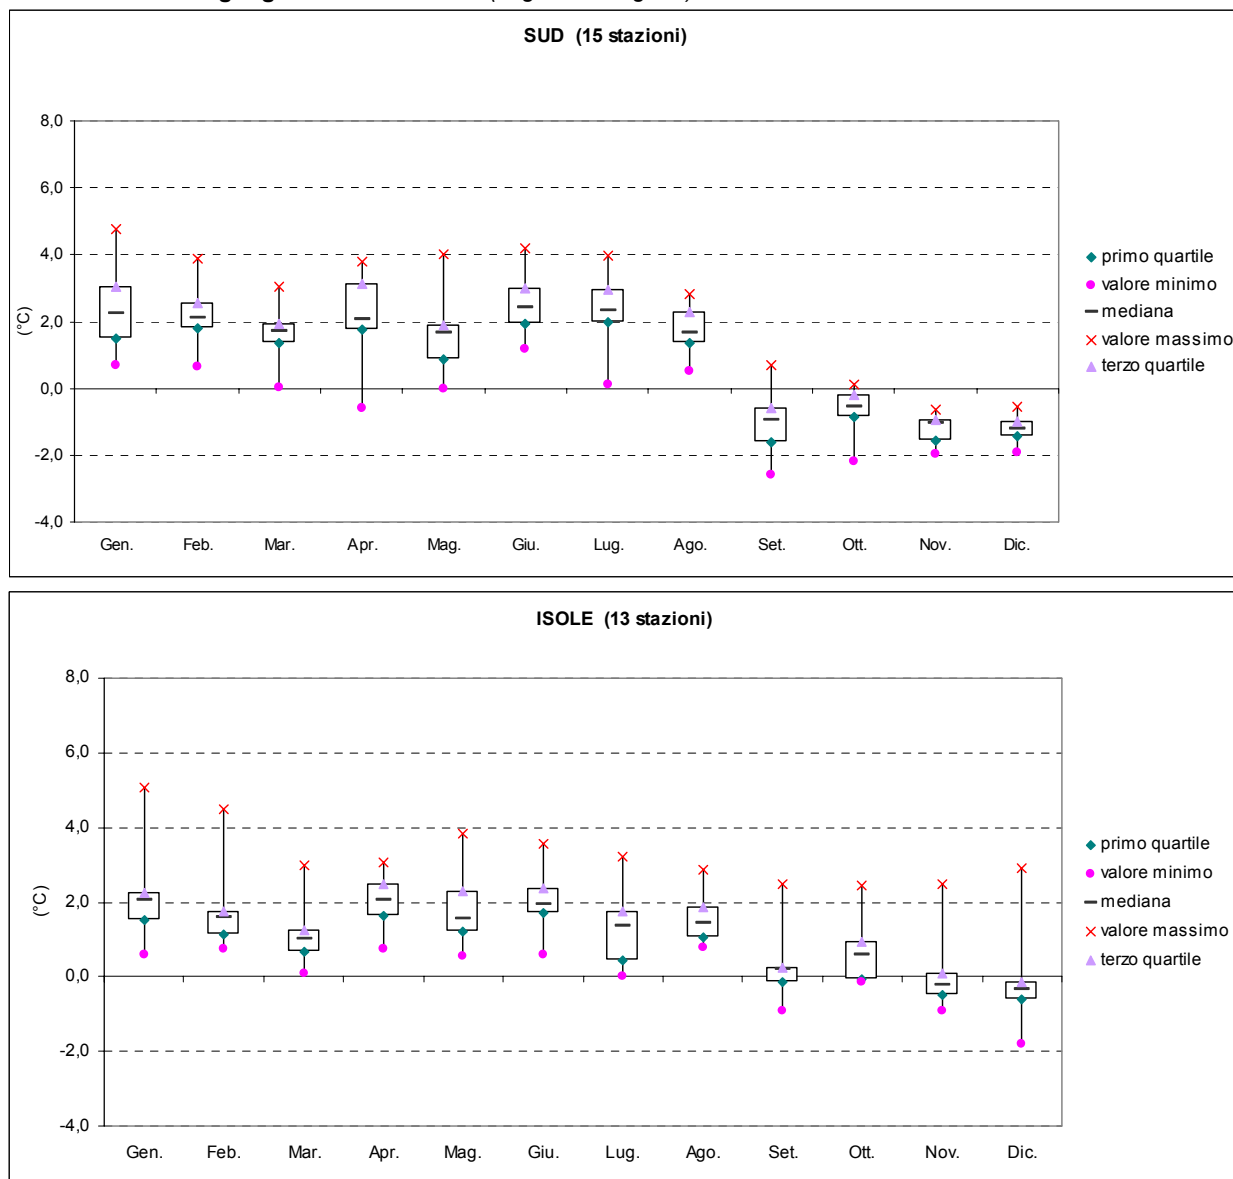 SUD (15 stazioni)
8,0
6,0
4,0
2,0
0,0
-2,0
-4,0
(°C)
Gen. Feb. Mar. Apr. Mag. Giu. Lug. Ago. Set. Ott. Nov. Dic.
primo quartile
valore minimo
mediana
valore massimo
terzo quartile
ISOLE (13 stazioni)
8,0
6,0
4,0
2,0
0,0
-2,0
-4,0
(°C)
Gen. Feb. Mar. Apr. Mag. Giu. Lug. Ago. Set. Ott. Nov. Dic.
primo quartile
valore minimo
mediana
valore massimo
terzo quartile